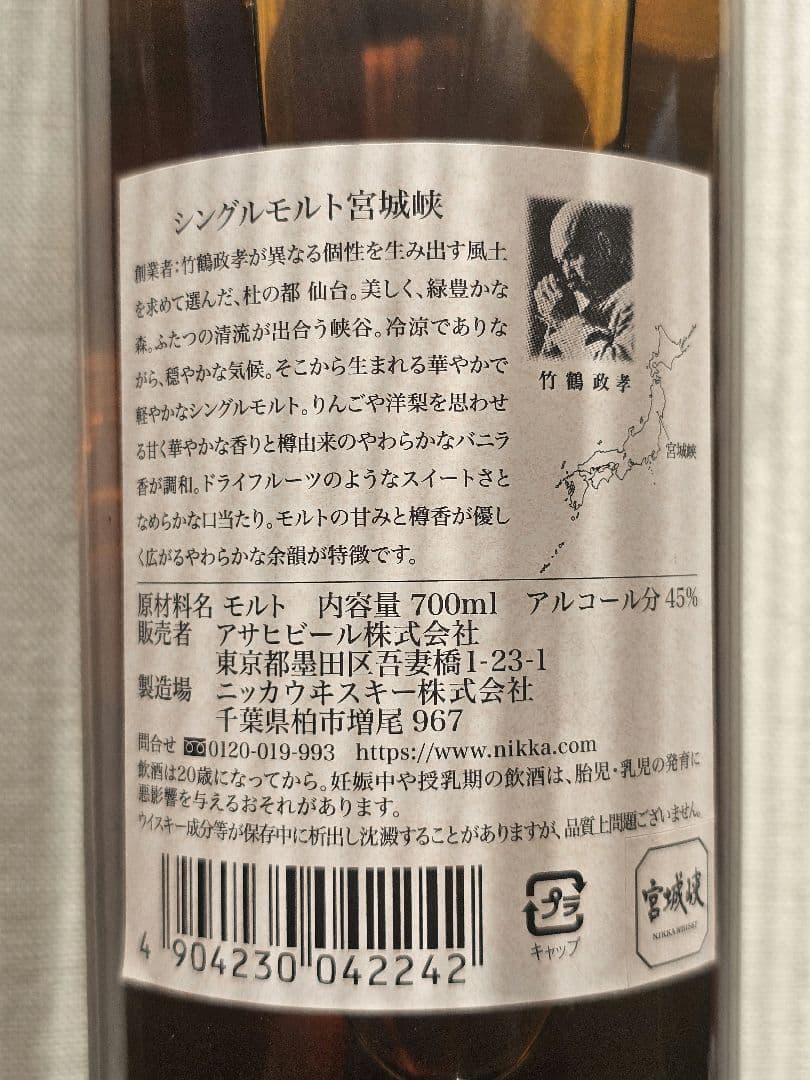 シングルモルト宮城峡
創業者:竹鶴政孝が異なる個性を生み出す風土
を求めて選んだ、杜の都 仙台。美しく、緑豊かな
森。ふたつの清流が出合う峡谷。冷涼でありな
がら、穏やかな気候。そこから生まれる華やかで
軽やかなシングルモルト。りんごや洋梨を思わせ
る甘く華やかな香りと樽由来のやわらかなバニラ
香が調和。ドライフルーツのようなスイートさと
なめらかな口当たり。モルトの甘みと樽香が優し
く広がるやわらかな余韻が特徴です。
竹鶴政孝
宮城峡
原材料名 モルト 内容量 700ml アルコール分 45%
販売者 アサヒビール株式会社
東京都墨田区吾妻橋1-23-1
製造場 ニッカウヰスキー株式会社
千葉県柏市増尾 967
問合せ 0120-019-993 https://www.nikka.com
飲酒は20歳になってから。妊娠中や授乳期の飲酒は、胎児・乳児の発育に
悪影響を与えるおそれがあります。
ウイスキー成分等が保存中に析出し沈澱することがありますが、品質上問題ございません。
4 904230 042242
プラ
キャップ
宮城峡
NIKKA WHISKY